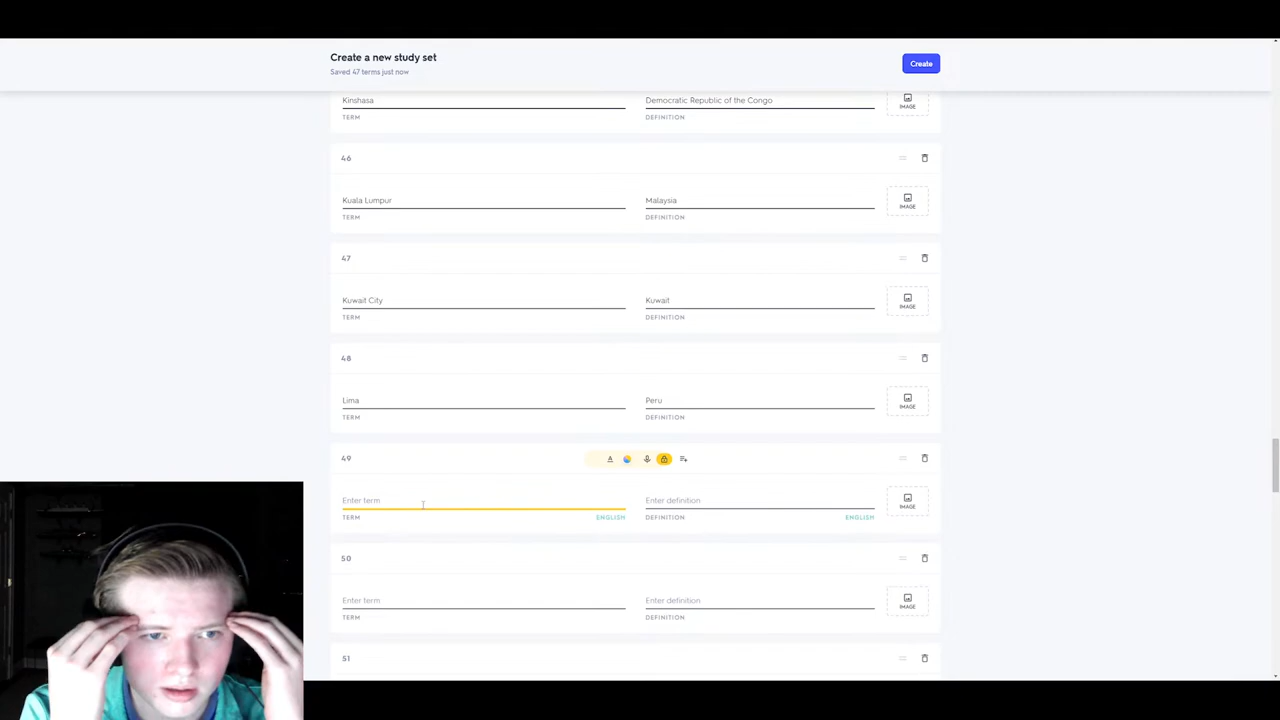 Create a new study set
Saved 47 terms just now
Create
Kinshasa
Democratic Republic of the Congo
IMAGE
TERM
DEFINITION
46
Kuala Lumpur
Malaysia
IMAGE
TERM
DEFINITION
47
Kuwait City
Kuwait
IMAGE
TERM
DEFINITION
48
Lima
Peru
IMAGE
TERM
DEFINITION
49
A
Enter term
Enter definition
IMAGE
TERM
ENGLISH
DEFINITION
ENGLISH
50
Enter term
Enter definition
IMAGE
TERM
DEFINITION
51